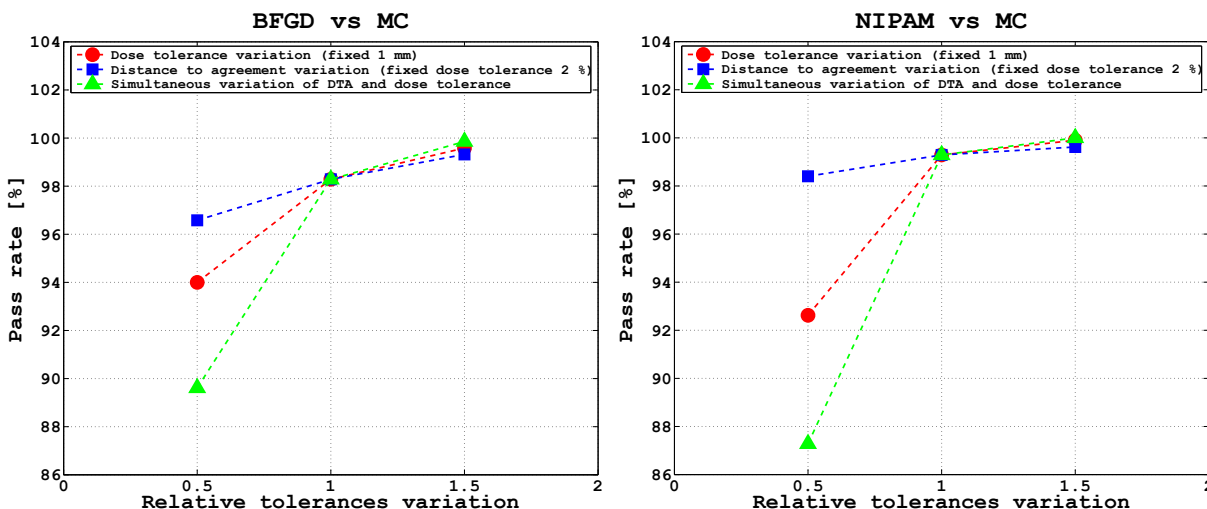 BFGD vs MC
104
102
100
98
96
94
92
90
88
86
0
0.5
1
1.5
2
Pass rate [%]
Relative tolerances variation
Dose tolerance variation (fixed 1 mm)
Distance to agreement variation (fixed dose tolerance 2 %)
Simultaneous variation of DTA and dose tolerance
NIPAM vs MC
104
102
100
98
96
94
92
90
88
86
0
0.5
1
1.5
2
Pass rate [%]
Relative tolerances variation
Dose tolerance variation (fixed 1 mm)
Distance to agreement variation (fixed dose tolerance 2 %)
Simultaneous variation of DTA and dose tolerance